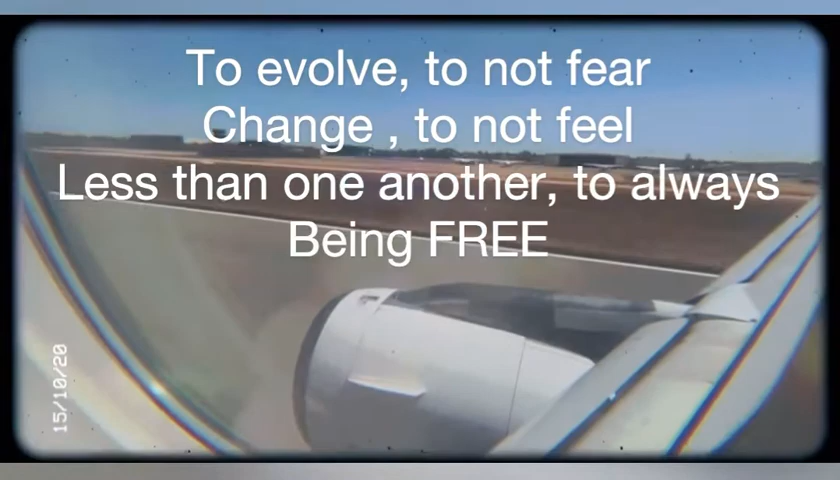 To evolve, to not fear
Change , to not feel
Less than one another, to always
Being FREE
15/10/20